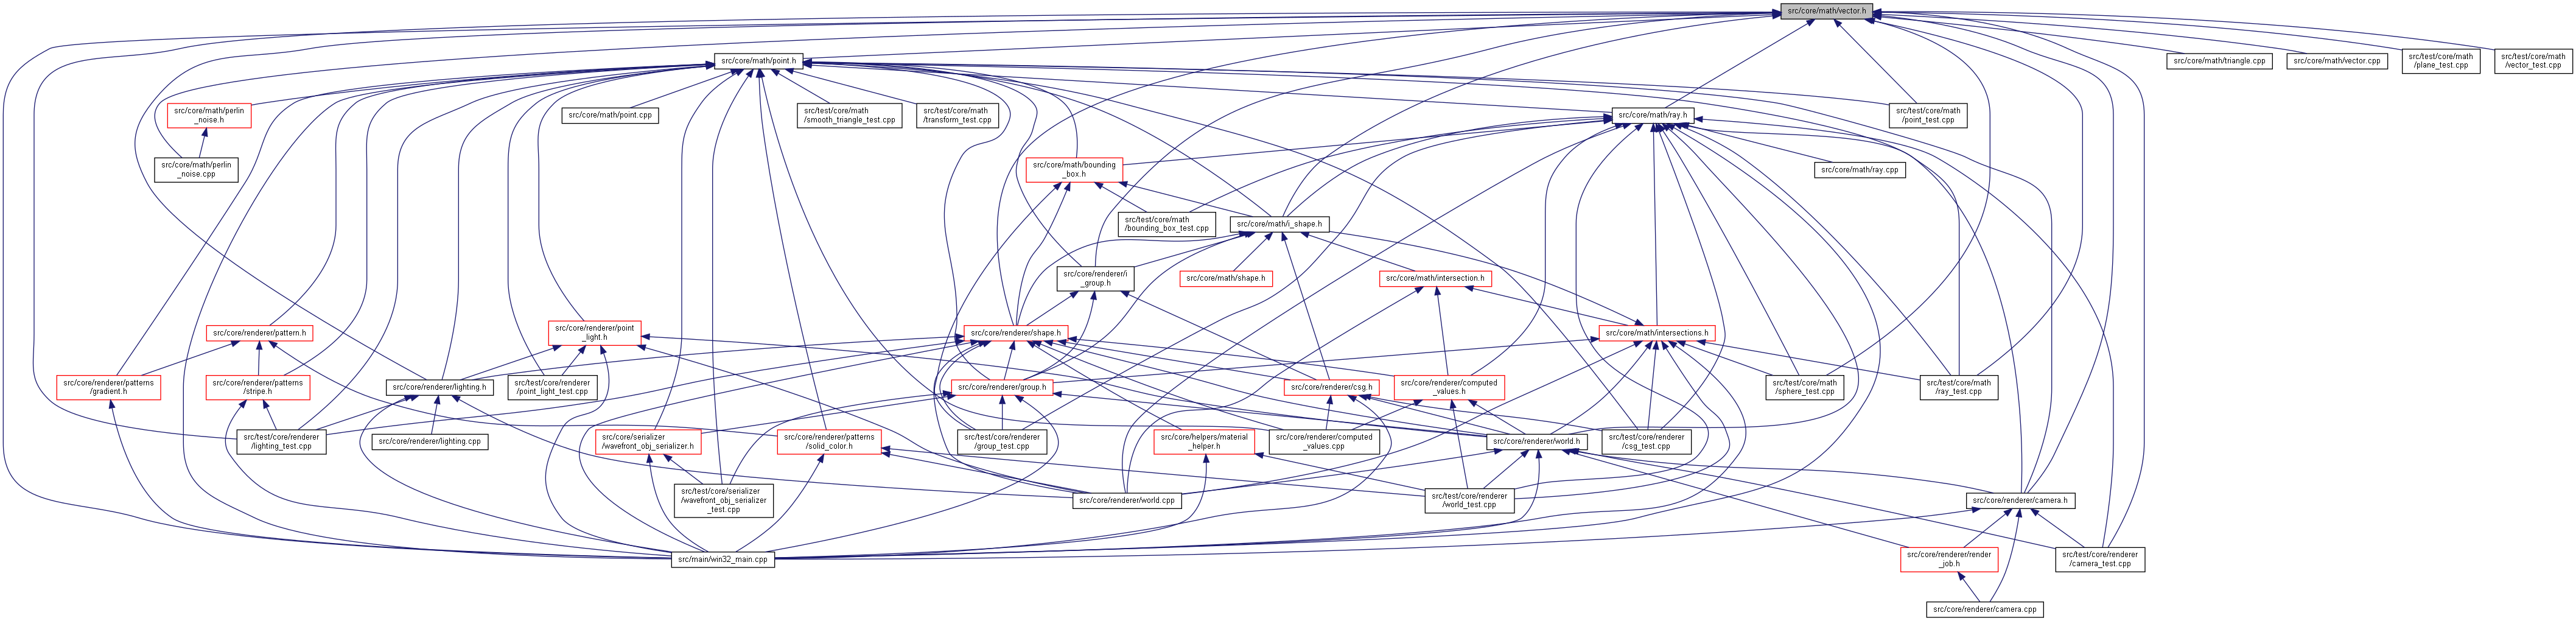 src/core/math/vector.h
src/core/math/point.h
src/core/math/triangle.cpp
src/core/math/vector.cpp
src/test/core/math
/plane_test.cpp
src/test/core/math
/vector_test.cpp
src/core/math/perlin
_noise.h
src/core/math/point.cpp
src/test/core/math
/smooth_triangle_test.cpp
src/test/core/math
/transform_test.cpp
src/core/math/ray.h
src/test/core/math
/point_test.cpp
src/core/math/perlin
_noise.cpp
src/core/math/bounding
_box.h
src/core/math/ray.cpp
src/test/core/math
/bounding_box_test.cpp
src/core/math/i_shape.h
src/core/renderer/i
_group.h
src/core/math/shape.h
src/core/math/intersection.h
src/core/renderer/pattern.h
src/core/renderer/point
_light.h
src/core/renderer/shape.h
src/core/math/intersections.h
src/core/renderer/patterns
/gradient.h
src/core/renderer/patterns
/stripe.h
src/core/renderer/lighting.h
src/test/core/renderer
/point_light_test.cpp
src/core/renderer/group.h
src/core/renderer/csg.h
src/core/renderer/computed
_values.h
src/test/core/math
/sphere_test.cpp
src/test/core/math
/ray_test.cpp
src/test/core/renderer
/lighting_test.cpp
src/core/renderer/lighting.cpp
src/core/serializer
/wavefront_obj_serializer.h
src/core/renderer/patterns
/solid_color.h
src/test/core/renderer
/group_test.cpp
src/core/helpers/material
_helper.h
src/core/renderer/computed
_values.cpp
src/core/renderer/world.h
src/test/core/renderer
/csg_test.cpp
src/test/core/serializer
/wavefront_obj_serializer
_test.cpp
src/core/renderer/world.cpp
src/test/core/renderer
/world_test.cpp
src/core/renderer/camera.h
src/main/win32_main.cpp
src/core/renderer/render
_job.h
src/test/core/renderer
/camera_test.cpp
src/core/renderer/camera.cpp